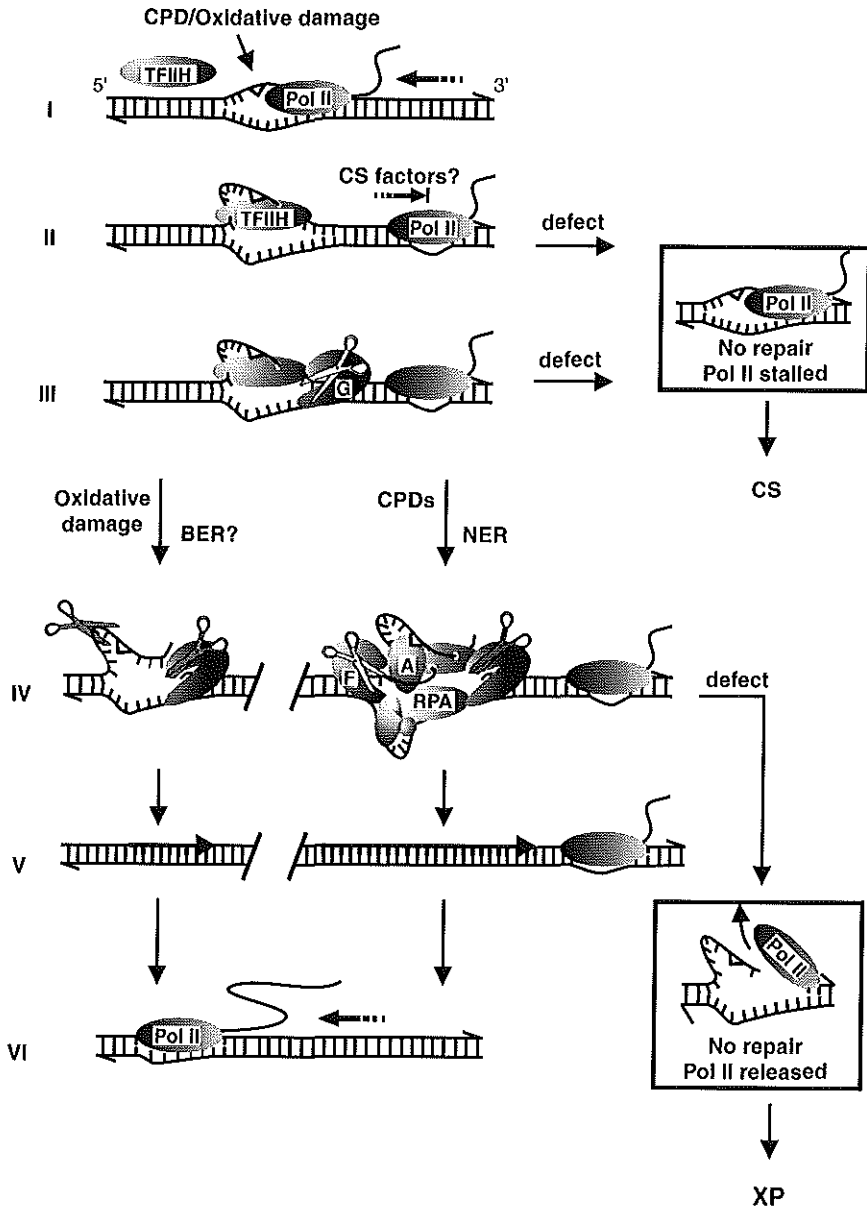 CPD/Oxidative damage
5'
TFIIH
3'
Pol II
I
CS factors?
TFIIH
Pol II
II
defect
Pol II
No repair
Pol II stalled
G
III
defect
CS
Oxidative
damage
BER?
CPDs
NER
F
A
RPA
IV
defect
V
Pol II
No repair
Pol II released
Pol II
VI
XP